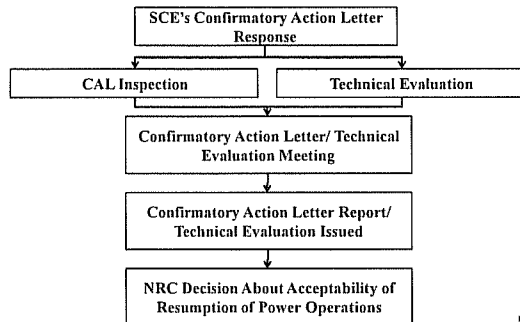 SCE's Confirmatory Action Letter
Response
CAL Inspection
Technical Evaluation
Confirmatory Action Letter/ Technical
Evaluation Meeting
Confirmatory Action Letter Report/
Technical Evaluation Issued
NRC Decision About Acceptability of
Resumption of Power Operations